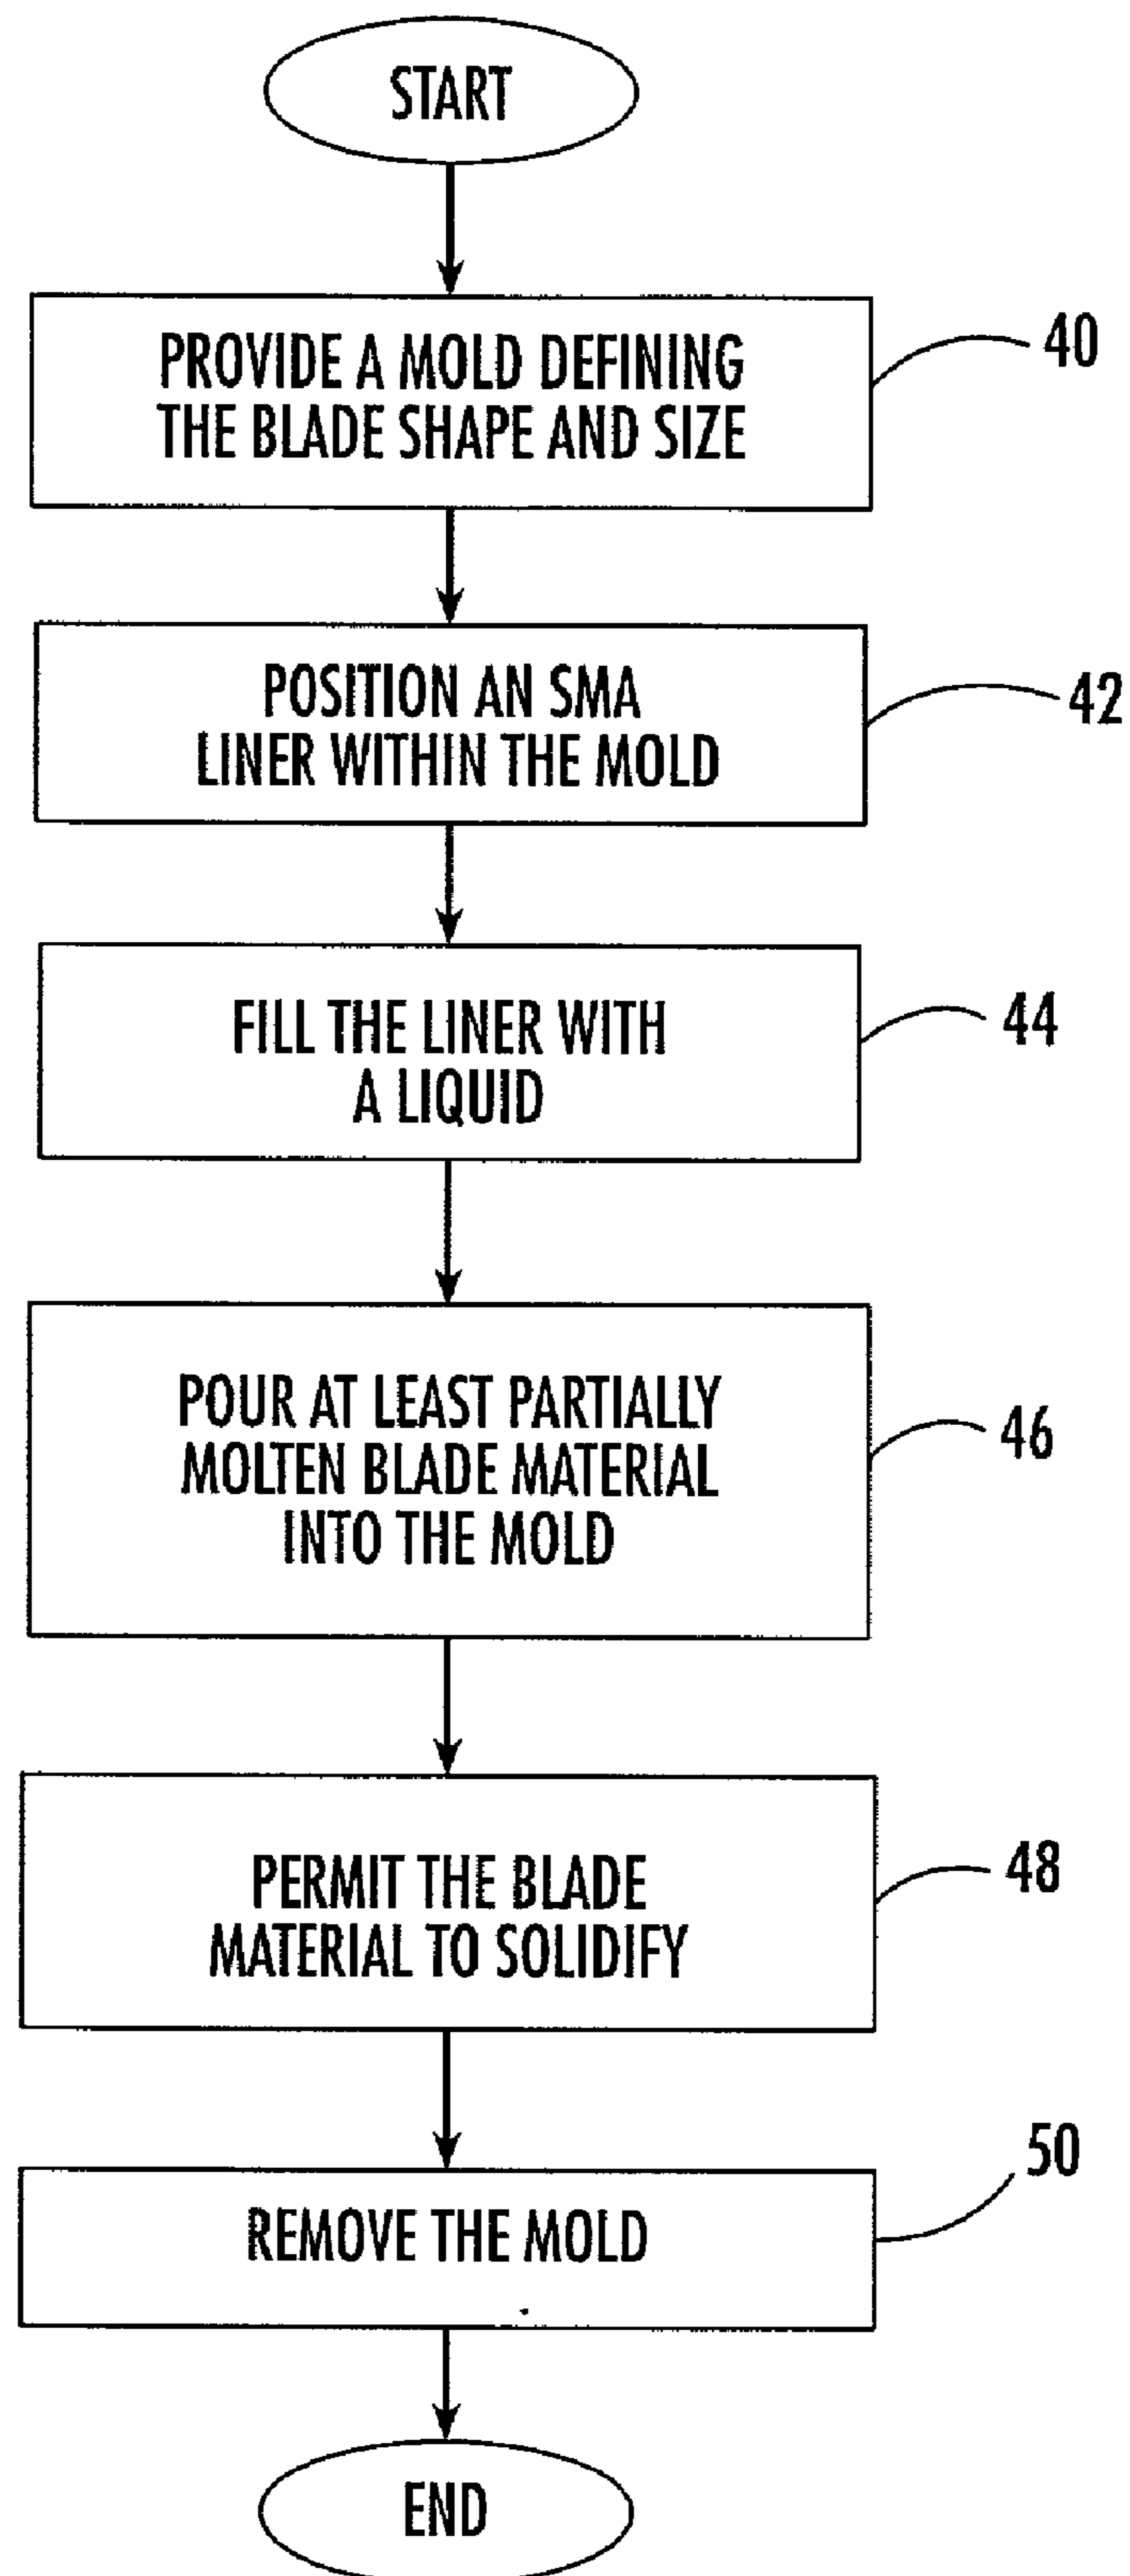 START
PROVIDE A MOLD DEFINING
THE BLADE SHAPE AND SIZE
40
POSITION AN SMA
LINER WITHIN THE MOLD
42
FILL THE LINER WITH
A LIQUID
44
POUR AT LEAST PARTIALLY
MOLTEN BLADE MATERIAL
INTO THE MOLD
46
PERMIT THE BLADE
MATERIAL TO SOLIDIFY
48
REMOVE THE MOLD
50
END